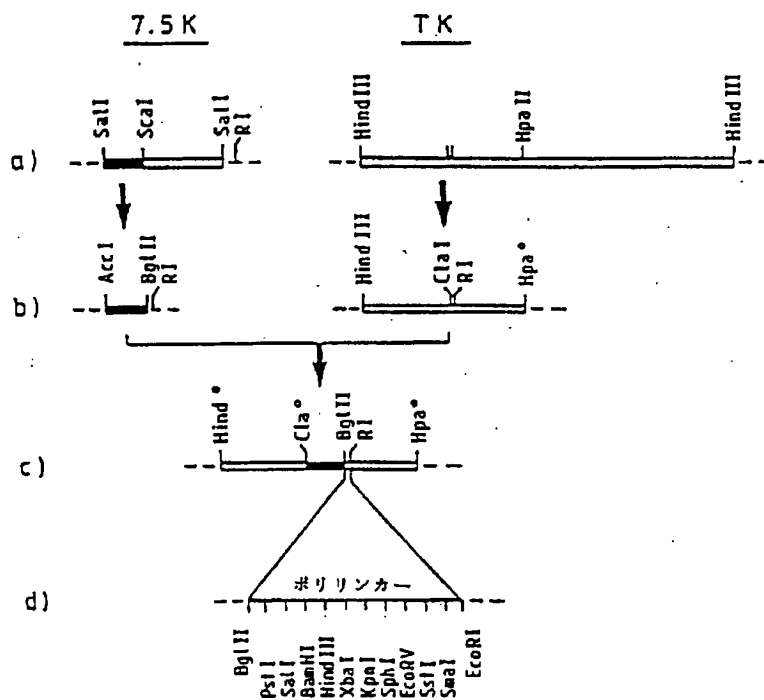 7.5K
TK
a)
SalI
ScaI
SalI
RI
HindIII
HpaII
HindIII
b)
AccI
BglII
RI
HindIII
ClaI
RI
Hpa°
c)
Hind°
Cla°
BglII
RI
Hpa°
d)
ポリリンカー
BglII
PstI
SalI
BamHI
HindIII
XbaI
KpnI
SphI
EcoRV
SstI
SmaI
EcoRI